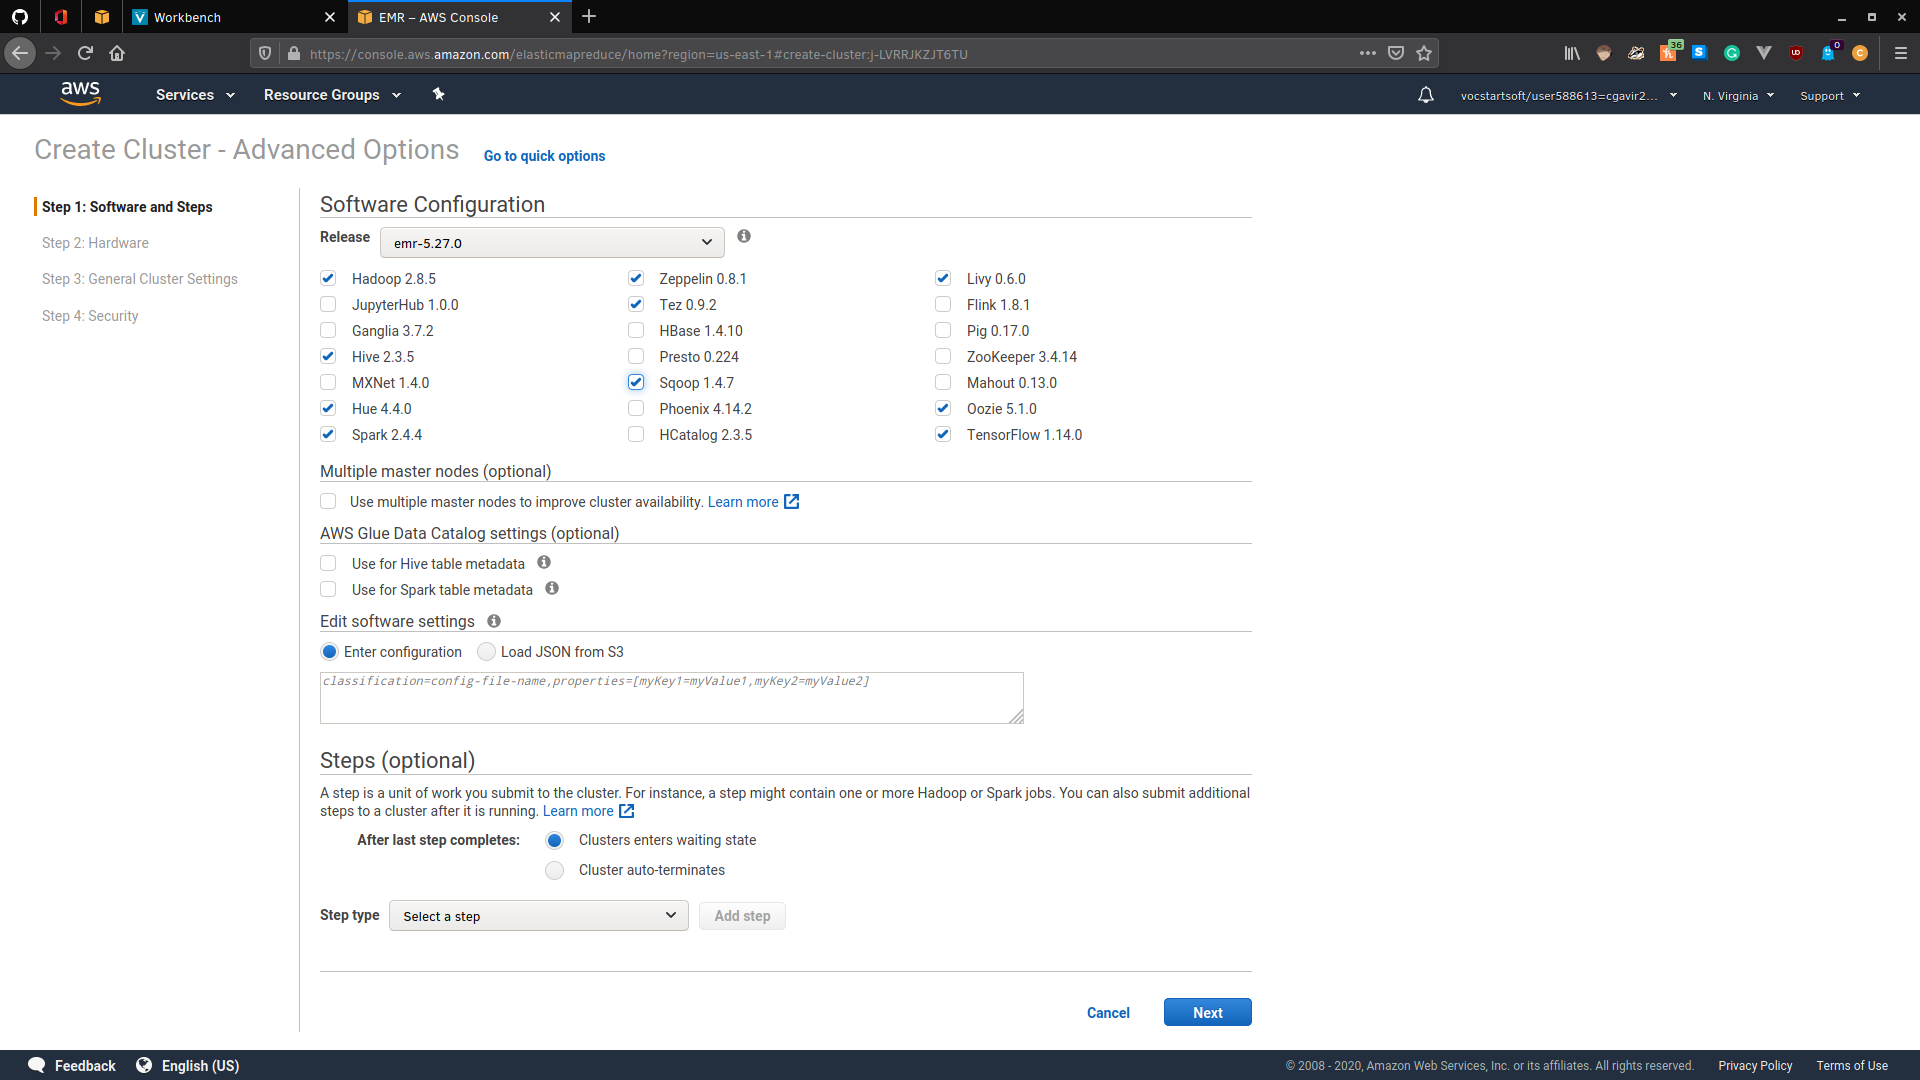 Workbench
EMR – AWS Console
https://console.aws.amazon.com/elasticmapreduce/home?region=us-east-1#create-cluster:j-LVRRJKZJT6TU
36
0
aws
Services
Resource Groups
vocstartsoft/user588613=cgavir2...
N. Virginia
Support
Create Cluster - Advanced Options
Go to quick options
Step 1: Software and Steps
Step 2: Hardware
Step 3: General Cluster Settings
Step 4: Security
Software Configuration
Release
emr-5.27.0
Hadoop 2.8.5
Zeppelin 0.8.1
Livy 0.6.0
JupyterHub 1.0.0
Tez 0.9.2
Flink 1.8.1
Ganglia 3.7.2
HBase 1.4.10
Pig 0.17.0
Hive 2.3.5
Presto 0.224
ZooKeeper 3.4.14
MXNet 1.4.0
Sqoop 1.4.7
Mahout 0.13.0
Hue 4.4.0
Phoenix 4.14.2
Oozie 5.1.0
Spark 2.4.4
HCatalog 2.3.5
TensorFlow 1.14.0
Multiple master nodes (optional)
Use multiple master nodes to improve cluster availability. Learn more
AWS Glue Data Catalog settings (optional)
Use for Hive table metadata
Use for Spark table metadata
Edit software settings
Enter configuration
Load JSON from S3
classification=config-file-name,properties=[myKey1=myValue1,myKey2=myValue2]
Steps (optional)
A step is a unit of work you submit to the cluster. For instance, a step might contain one or more Hadoop or Spark jobs. You can also submit additional
steps to a cluster after it is running. Learn more
After last step completes:
Clusters enters waiting state
Cluster auto-terminates
Step type
Select a step
Add step
Cancel
Next
Feedback
English (US)
© 2008 - 2020, Amazon Web Services, Inc. or its affiliates. All rights reserved.
Privacy Policy
Terms of Use